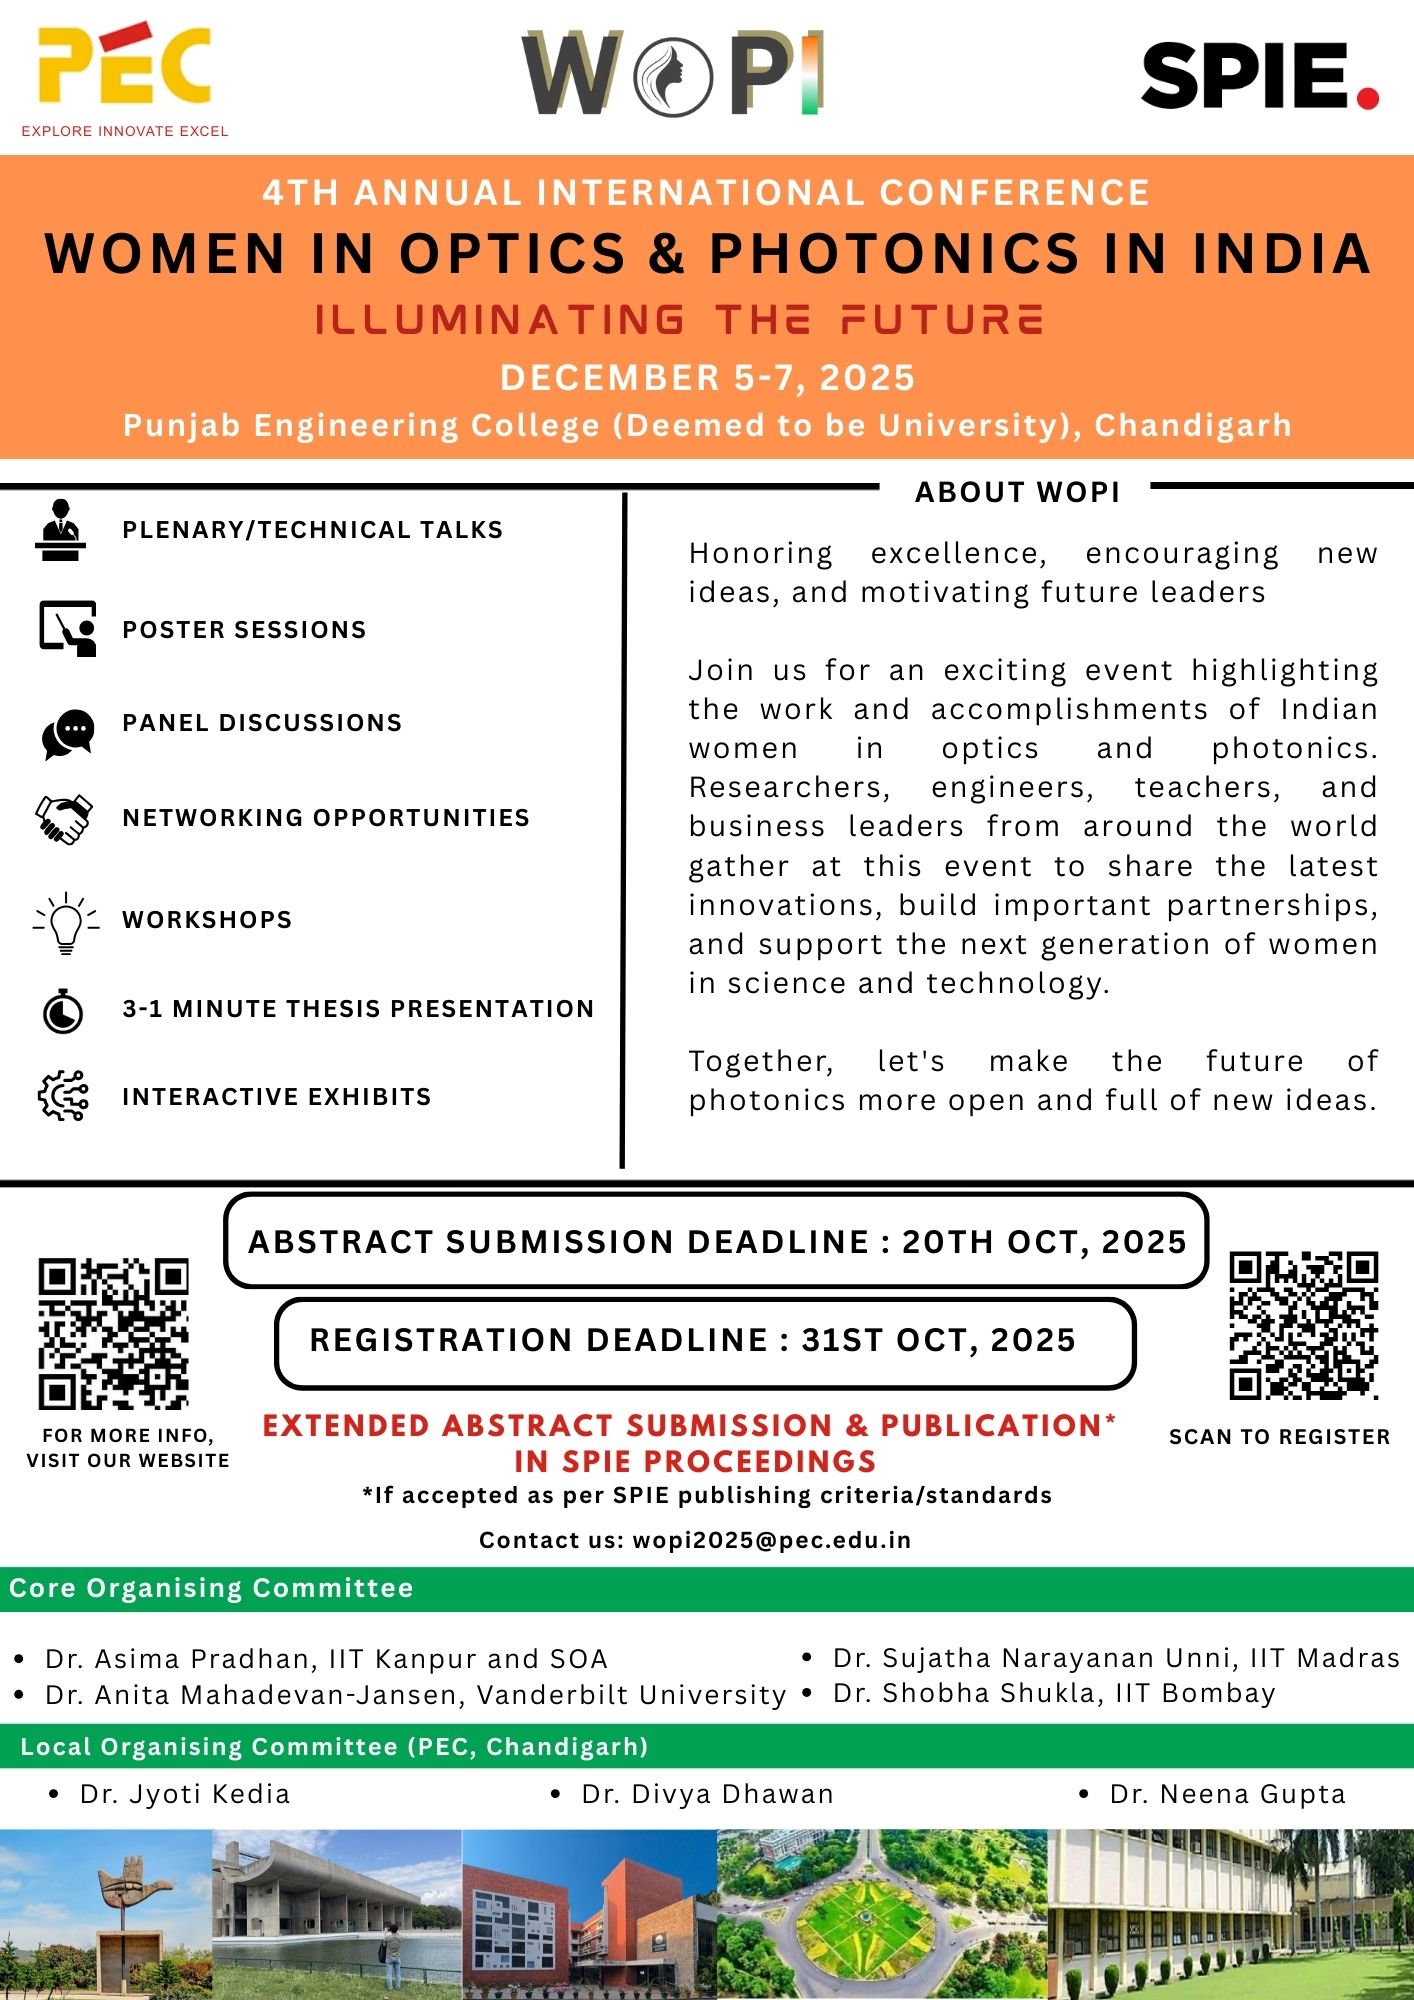 PEC
EXPLORE INNOVATE EXCEL
WOPI
SPIE.
4TH ANNUAL INTERNATIONAL CONFERENCE
WOMEN IN OPTICS & PHOTONICS IN INDIA
ILLUMINATING THE FUTURE
DECEMBER 5-7, 2025
Punjab Engineering College (Deemed to be University), Chandigarh
PLENARY/TECHNICAL TALKS
POSTER SESSIONS
PANEL DISCUSSIONS
NETWORKING OPPORTUNITIES
WORKSHOPS
3-1 MINUTE THESIS PRESENTATION
INTERACTIVE EXHIBITS
ABOUT WOPI
Honoring excellence, encouraging new
ideas, and motivating future leaders
Join us for an exciting event highlighting
the work and accomplishments of Indian
women in optics and photonics.
Researchers, engineers, teachers, and
business leaders from around the world
gather at this event to share the latest
innovations, build important partnerships,
and support the next generation of women
in science and technology.
Together, let's make the future of
photonics more open and full of new ideas.
ABSTRACT SUBMISSION DEADLINE : 20TH OCT, 2025
REGISTRATION DEADLINE : 31ST OCT, 2025
FOR MORE INFO,
VISIT OUR WEBSITE
EXTENDED ABSTRACT SUBMISSION & PUBLICATION*
IN SPIE PROCEEDINGS
*If accepted as per SPIE publishing criteria/standards
Contact us: wopi2025@pec.edu.in
SCAN TO REGISTER
Core Organising Committee
• Dr. Asima Pradhan, IIT Kanpur and SOA
• Dr. Anita Mahadevan-Jansen, Vanderbilt University
• Dr. Sujatha Narayanan Unni, IIT Madras
• Dr. Shobha Shukla, IIT Bombay
Local Organising Committee (PEC, Chandigarh)
• Dr. Jyoti Kedia
• Dr. Divya Dhawan
• Dr. Neena Gupta